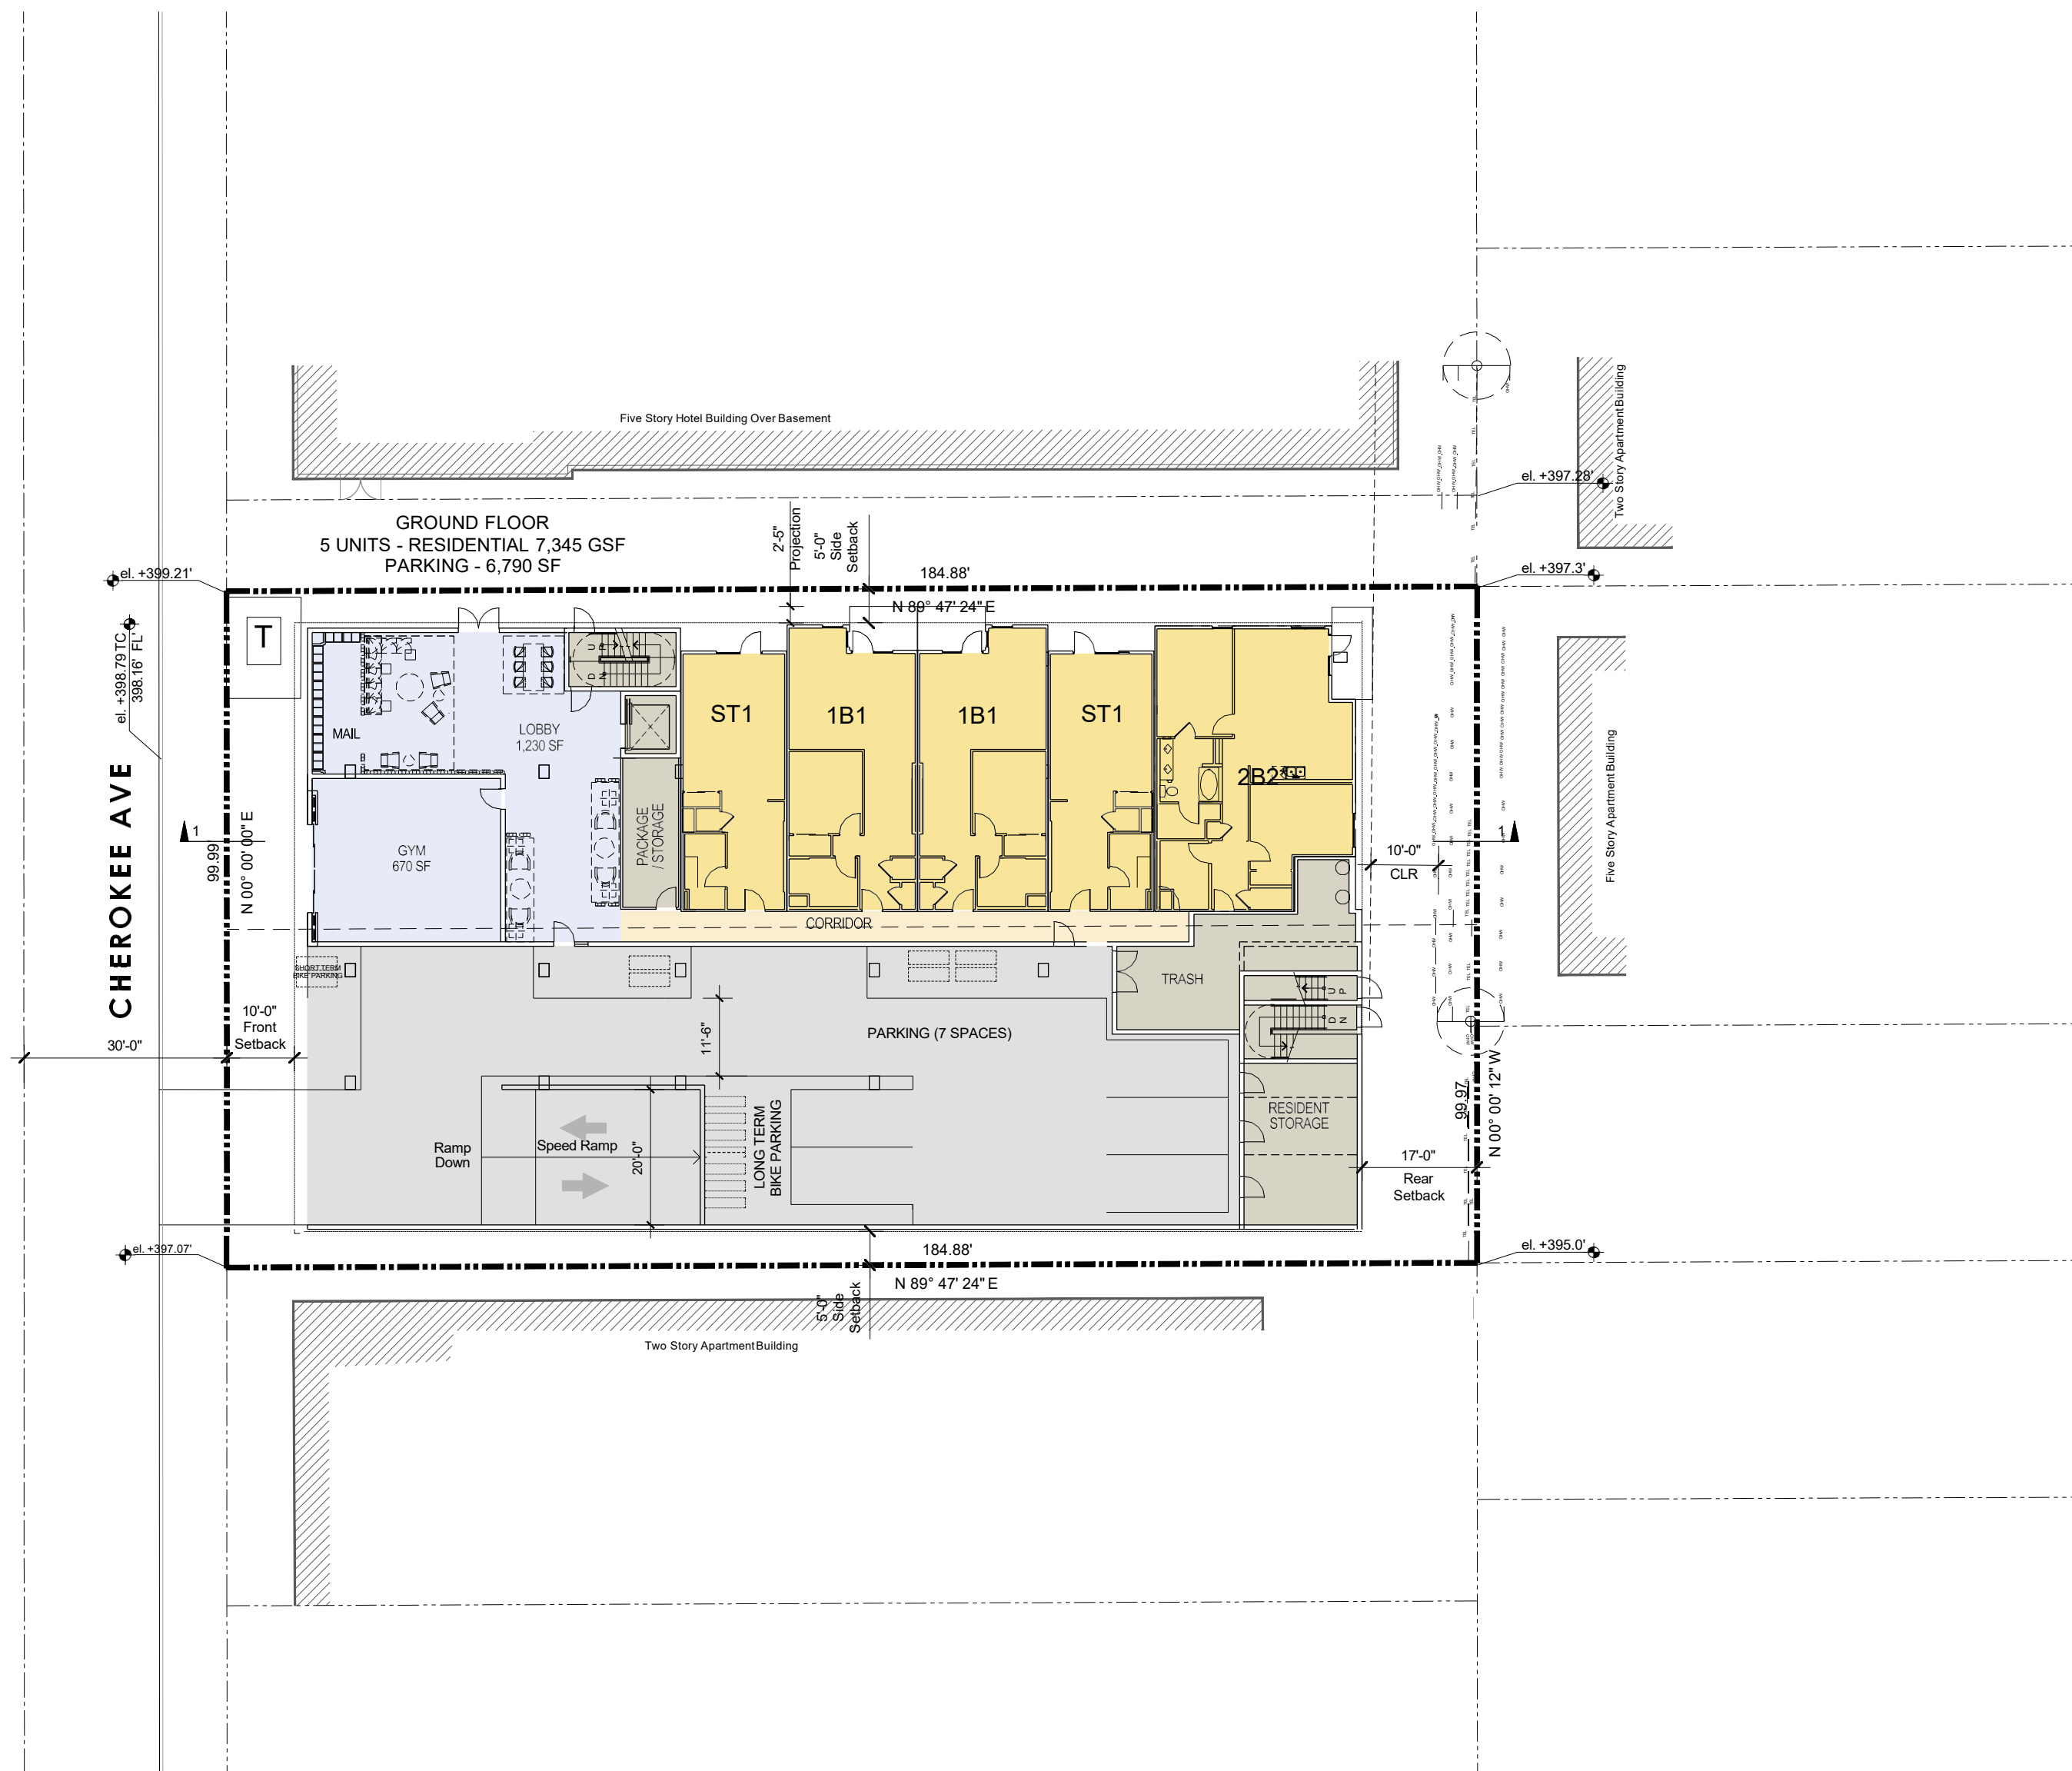 Five Story Hotel Building Over Basement
Two Story Apartment Building
el. +397.28'
GROUND FLOOR
5 UNITS - RESIDENTIAL 7,345 GSF
PARKING - 6,790 SF
2'-5"
Projection
5'-0"
Side
Setback
184.88'
N 89° 47' 24" E
el. +399.21'
el. +397.3'
el. +398.79 TC
398.16' FL'
T
MAIL
LOBBY
1,230 SF
UP
DN
ST1
1B1
1B1
ST1
2B2
GYM
670 SF
PACKAGE
/ STORAGE
CORRIDOR
CHEROKEE AVE
1
99.99'
N 00° 00' 00" E
10'-0"
CLR
1
Five Story Apartment Building
SHORT TERM
BIKE PARKING
TRASH
UP
DN
10'-0"
Front
Setback
30'-0"
11'-6"
PARKING (7 SPACES)
Ramp
Down
Speed Ramp
20'-0"
LONG TERM
BIKE PARKING
RESIDENT
STORAGE
99.97'
N 00° 00' 12" W
17'-0"
Rear
Setback
el. +397.07'
184.88'
N 89° 47' 24" E
el. +395.0'
5'-0"
Side
Setback
Two Story Apartment Building